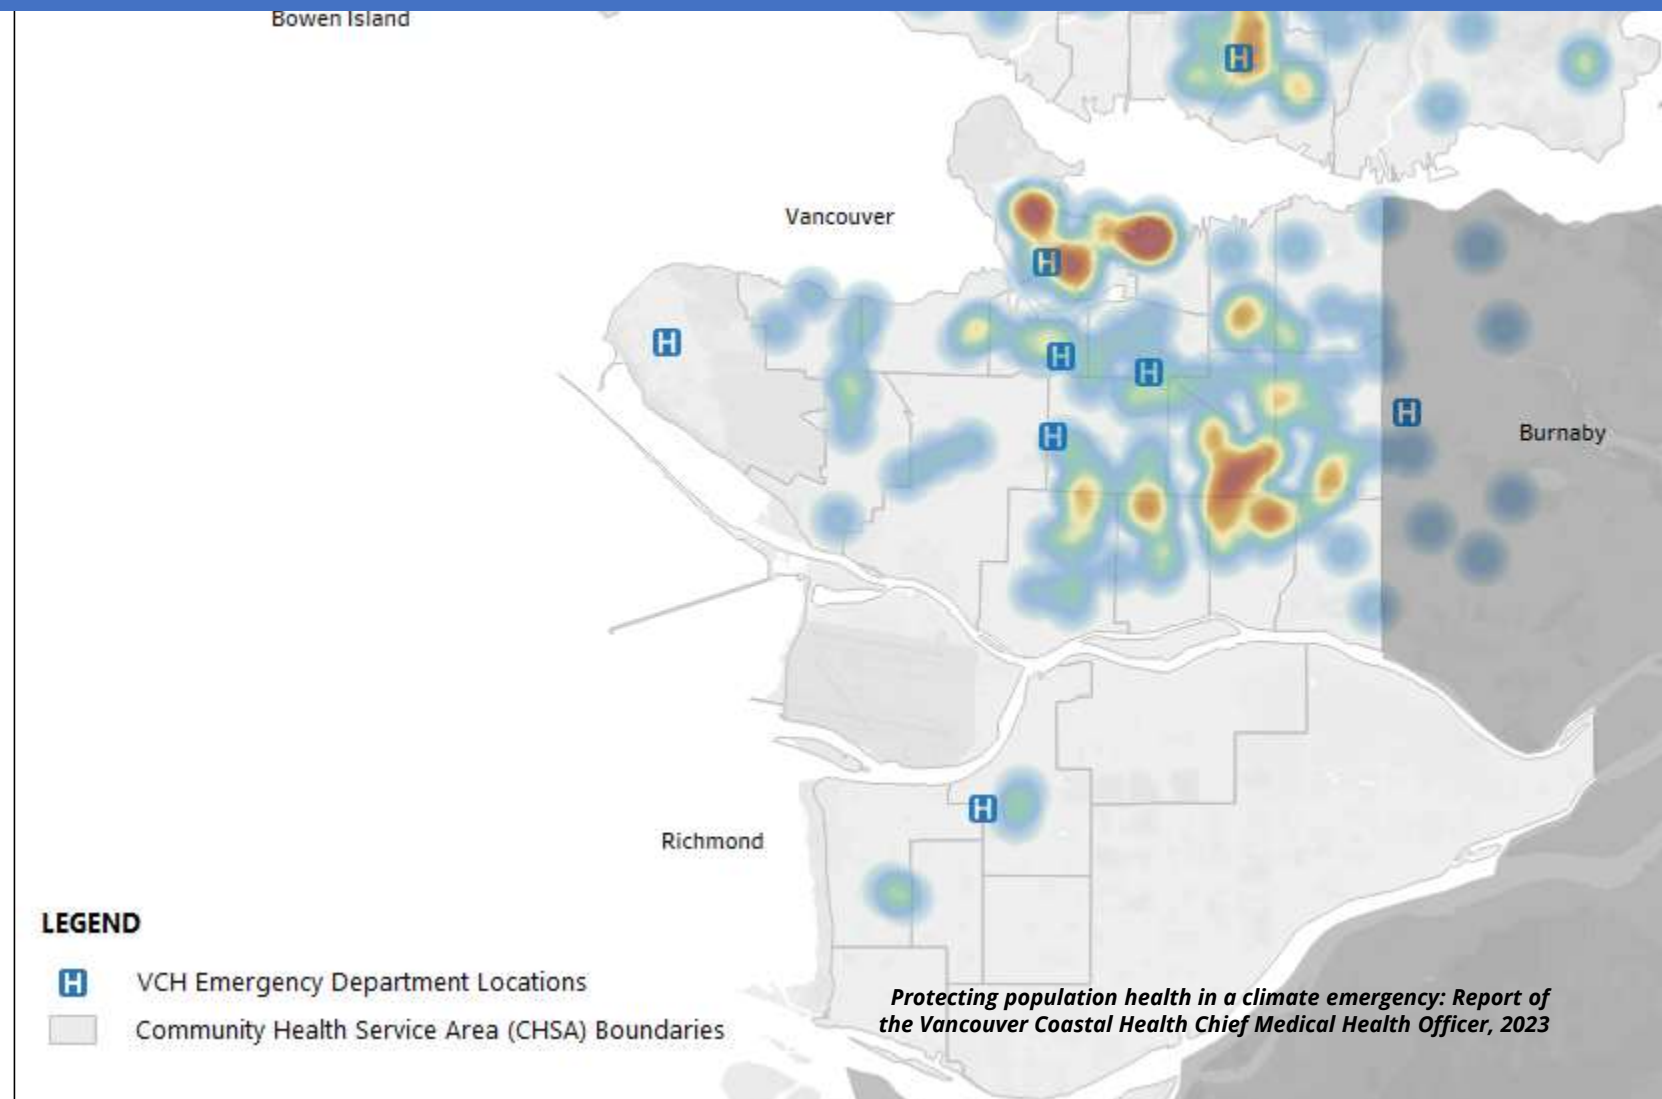 Bowen Island
H
Vancouver
H
H
H
H
H
H
Burnaby
H
Richmond
LEGEND
H VCH Emergency Department Locations
Community Health Service Area (CHSA) Boundaries
Protecting population health in a climate emergency: Report of
the Vancouver Coastal Health Chief Medical Health Officer, 2023